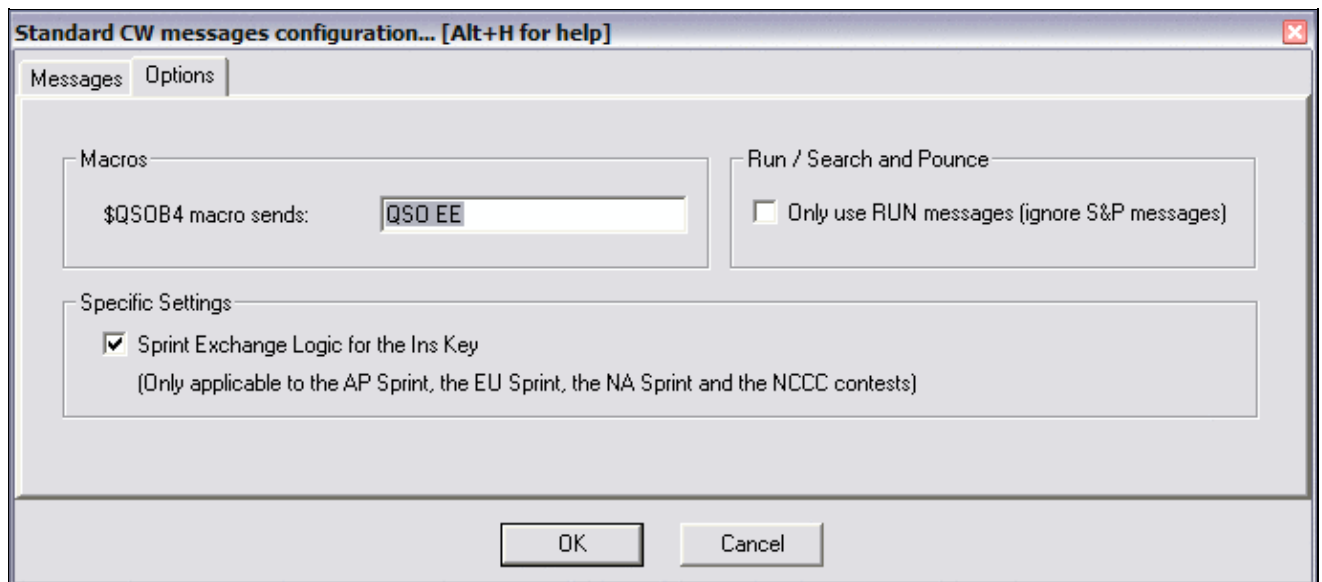 Standard CW messages configuration... [Alt+H for help]
Messages Options
Macros
$QSOB4 macro sends: QSO EE
Run / Search and Pounce
Only use RUN messages (ignore S&P messages)
Specific Settings
Sprint Exchange Logic for the Ins Key
(Only applicable to the AP Sprint, the EU Sprint, the NA Sprint and the NCCC contests)
OK Cancel